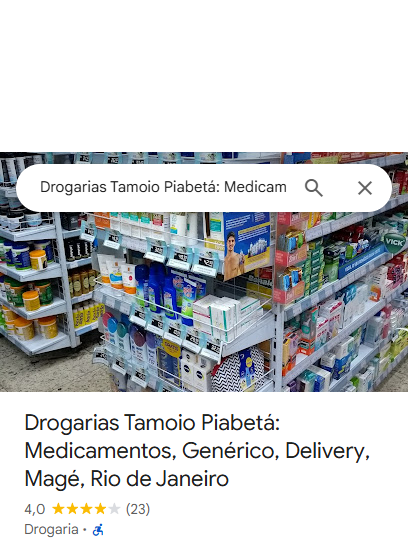 Drogarias Tamoio Piabetá: Medicam
VICK
Drogarias Tamoio Piabetá:
Medicamentos, Genérico, Delivery,
Magé, Rio de Janeiro
4,0 (23)
Drogaria ·